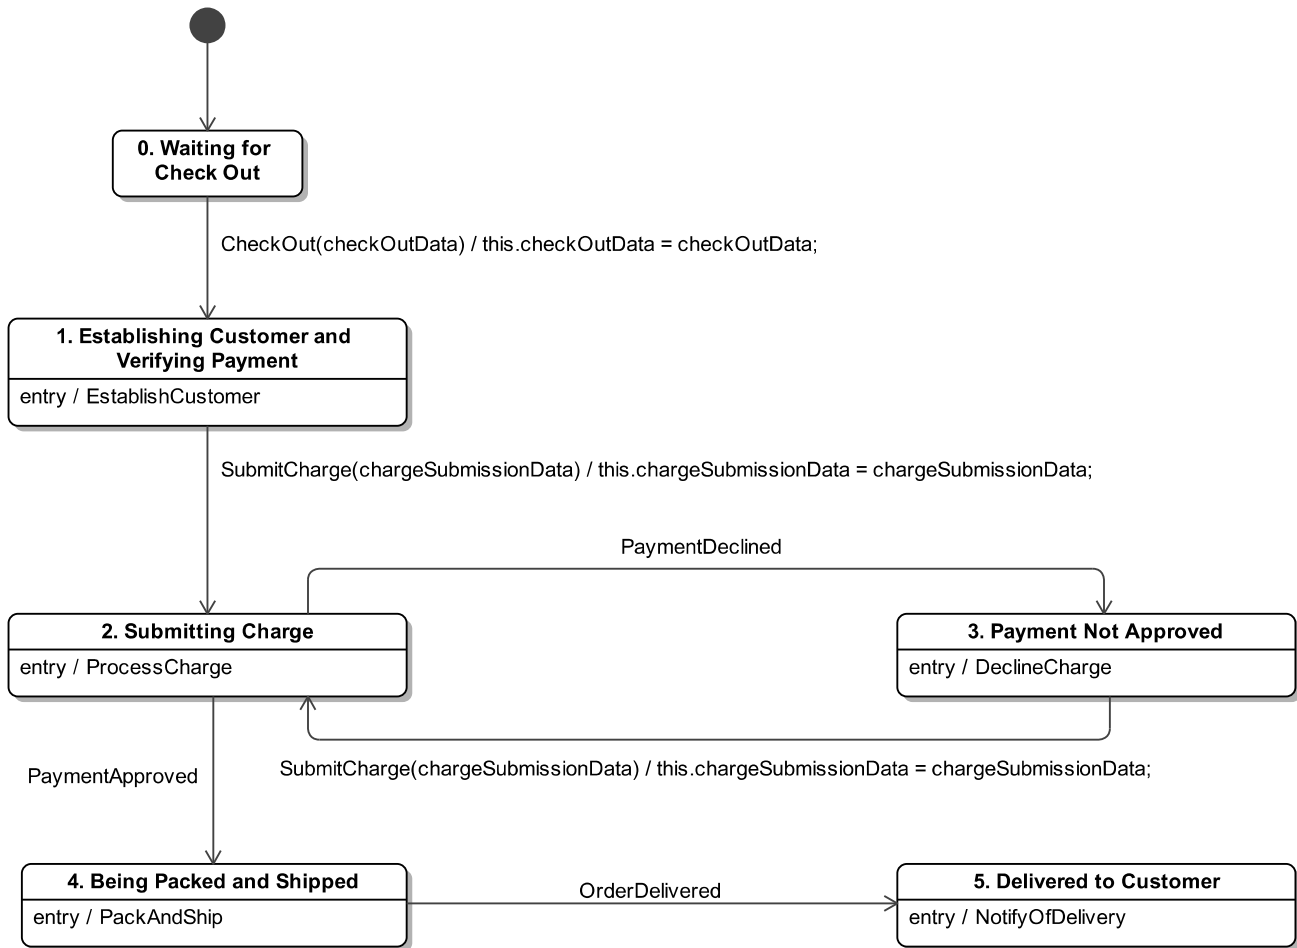 0. Waiting for
Check Out
CheckOut(checkOutData) / this.checkOutData = checkOutData;
1. Establishing Customer and
Verifying Payment
entry / EstablishCustomer
SubmitCharge(chargeSubmissionData) / this.chargeSubmissionData = chargeSubmissionData;
PaymentDeclined
2. Submitting Charge
entry / ProcessCharge
3. Payment Not Approved
entry / DeclineCharge
SubmitCharge(chargeSubmissionData) / this.chargeSubmissionData = chargeSubmissionData;
PaymentApproved
4. Being Packed and Shipped
entry / PackAndShip
OrderDelivered
5. Delivered to Customer
entry / NotifyOfDelivery